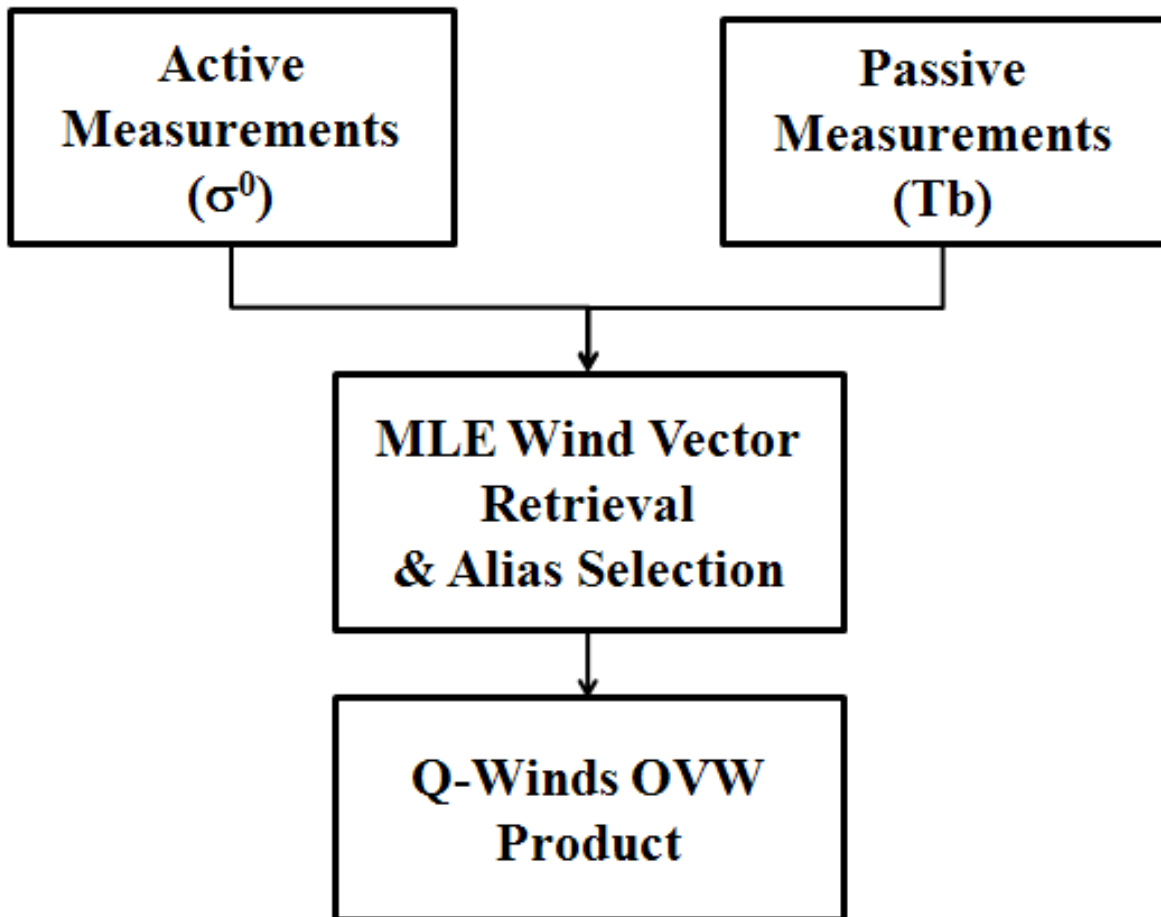 Active
Measurements
(σ⁰)
Passive
Measurements
(Tb)
MLE Wind Vector
Retrieval
& Alias Selection
Q-Winds OVW
Product